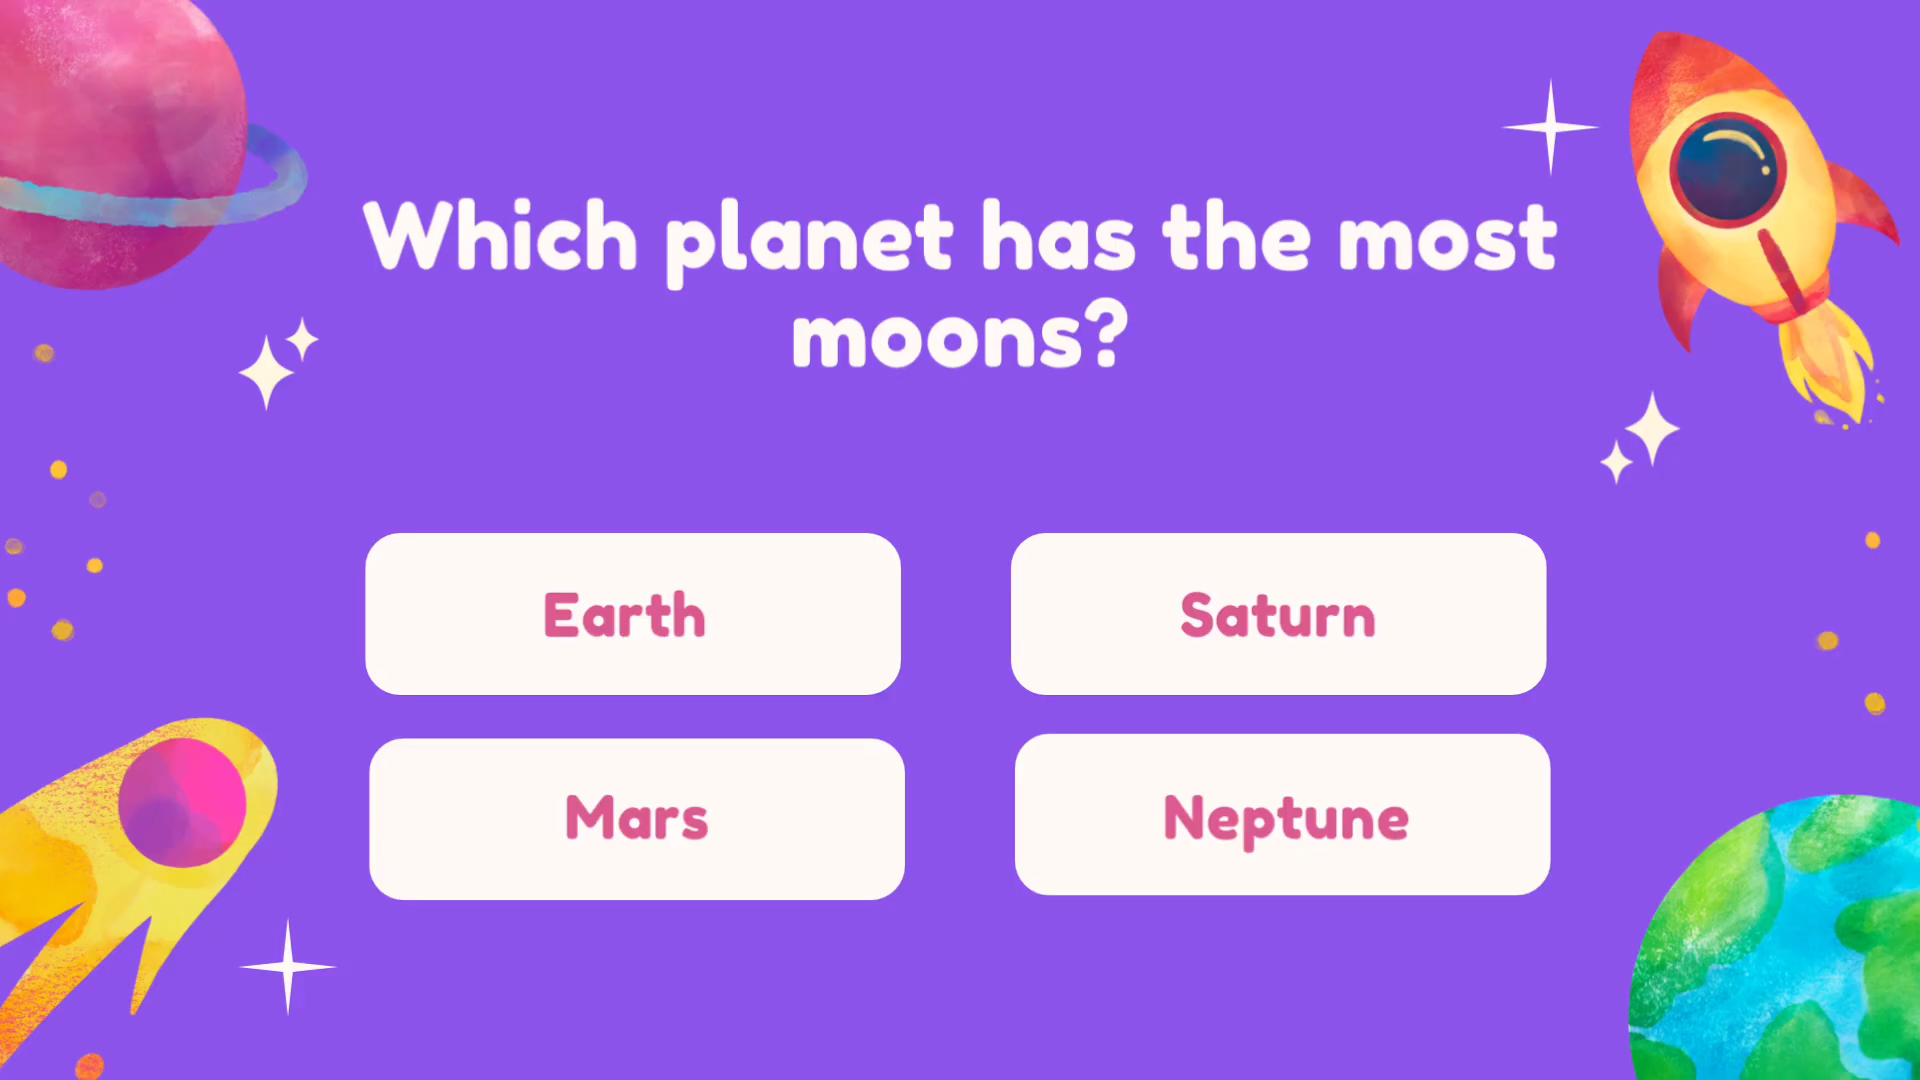 Which planet has the most
moons?
Earth
Saturn
Mars
Neptune